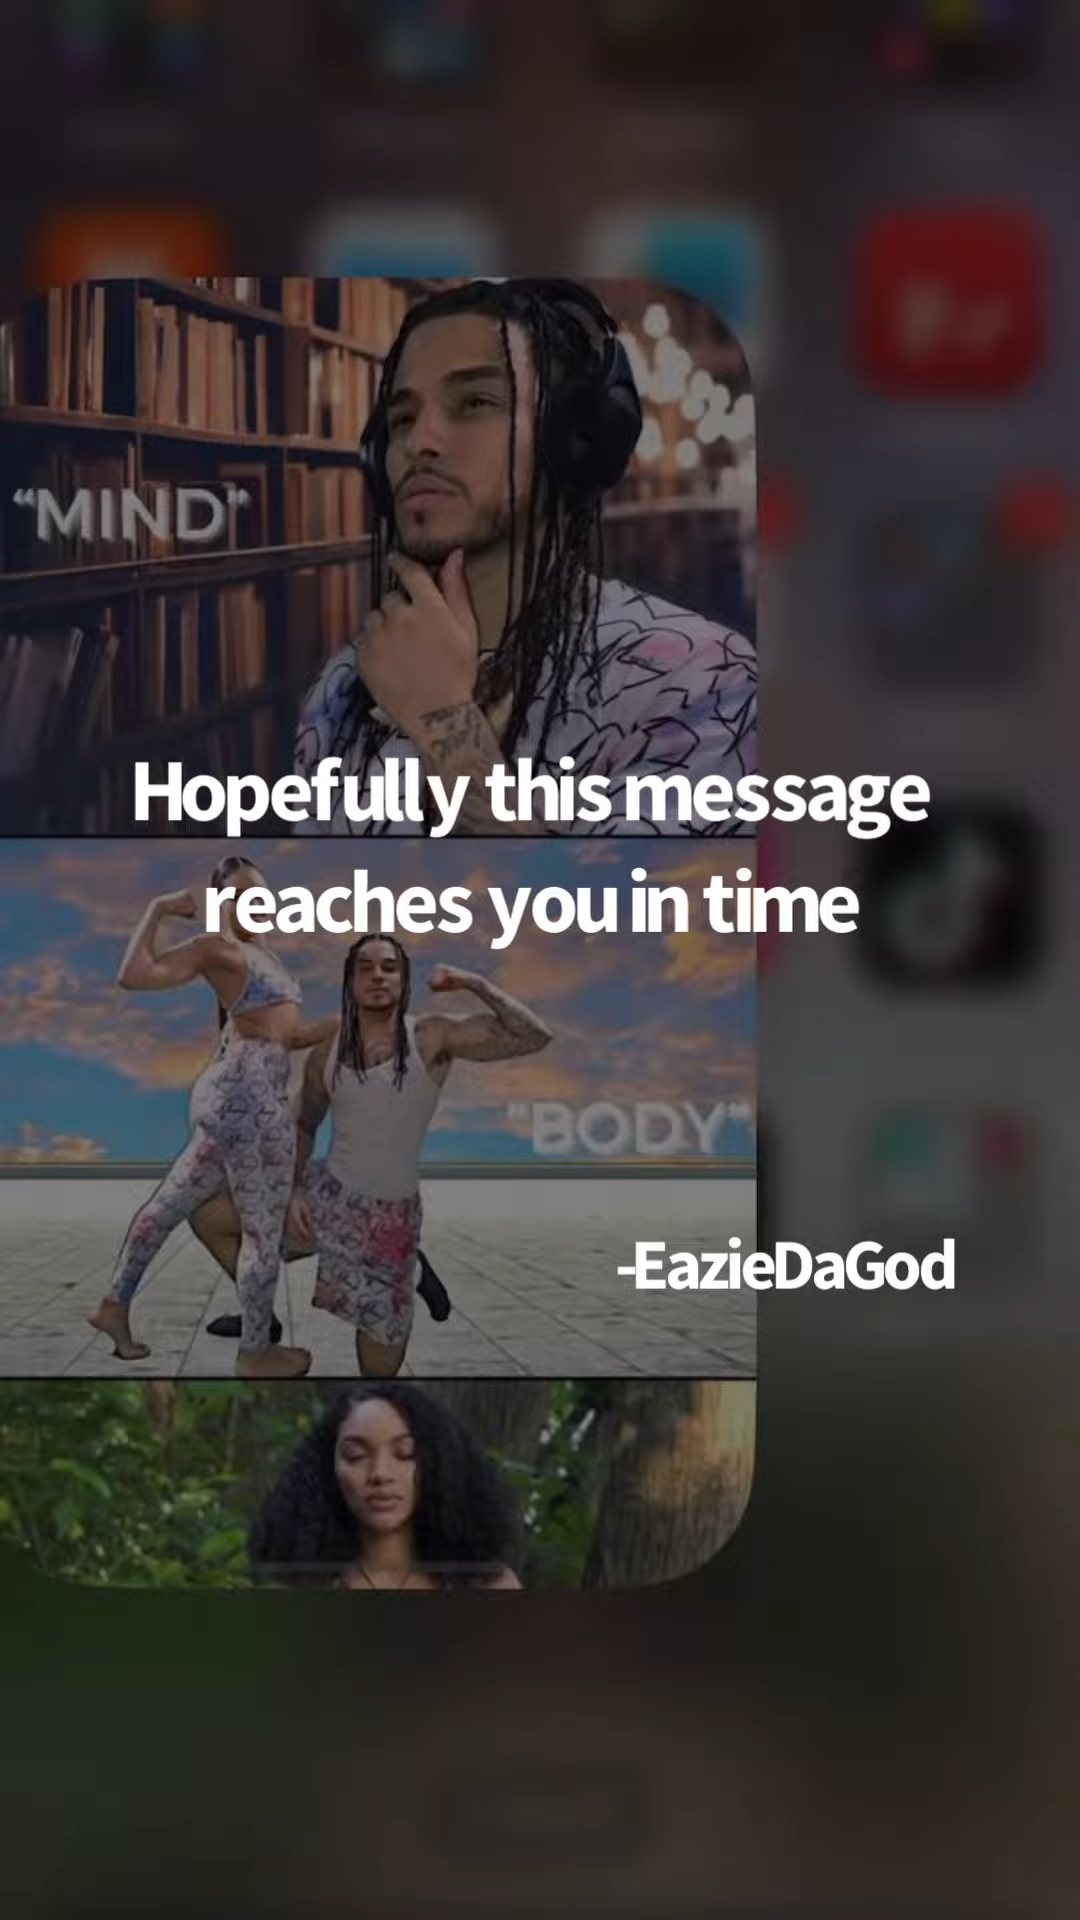 “MIND”
Hopefully this message
reaches you in time
“BODY”
-EazieDaGod